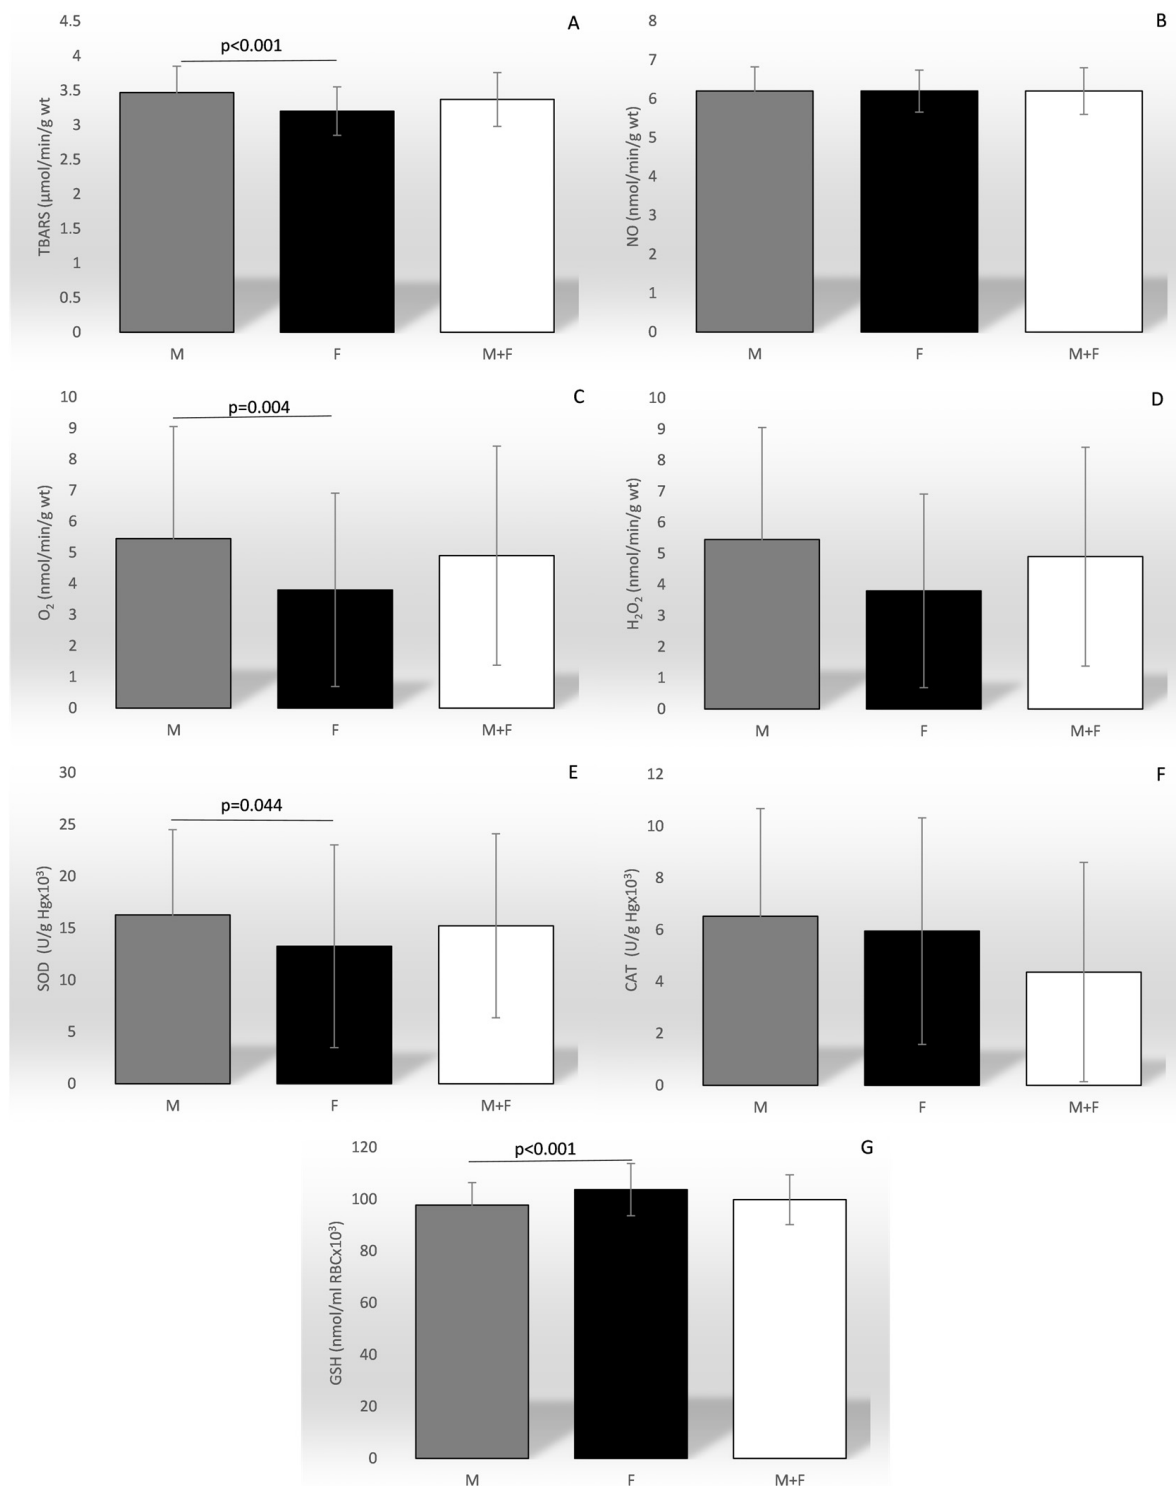 A
p<0.001
4.5
4
3.5
3
2.5
2
1.5
1
0.5
0
TBARS (µmol/min/g wt
M F M+F
B
8
7
6
5
4
3
2
1
0
NO (nmol/min/g wt)
M F M+F
C
p=0.004
10
9
8
7
6
5
4
3
2
1
0
O₂ (nmol/min/g wt)
M F M+F
D
10
9
8
7
6
5
4
3
2
1
0
H₂O₂ (nmol/min/g wt)
M F M+F
E
p=0.044
30
25
20
15
10
5
0
SOD (U/g Hgx10³)
M F M+F
F
12
10
8
6
4
2
0
CAT (U/g Hgx10³)
M F M+F
G
p<0.001
120
100
80
60
40
20
0
GSH (nmol/ml RBCx10³)
M F M+F